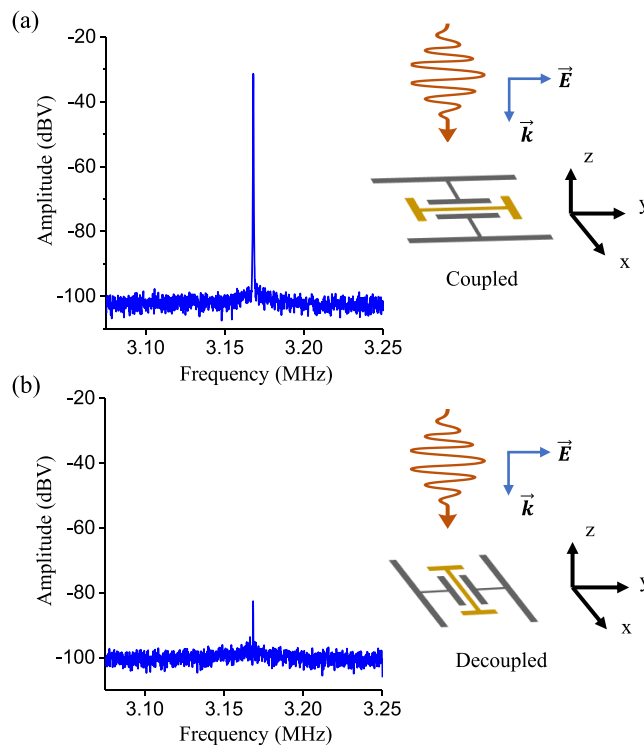 (a)
-20
-40
-60
-80
-100
Amplitude (dBV)
3.10 3.15 3.20 3.25
Frequency (MHz)
E
k
z
y
x
Coupled
(b)
-20
-40
-60
-80
-100
Amplitude (dBV)
3.10 3.15 3.20 3.25
Frequency (MHz)
E
k
z
y
x
Decoupled